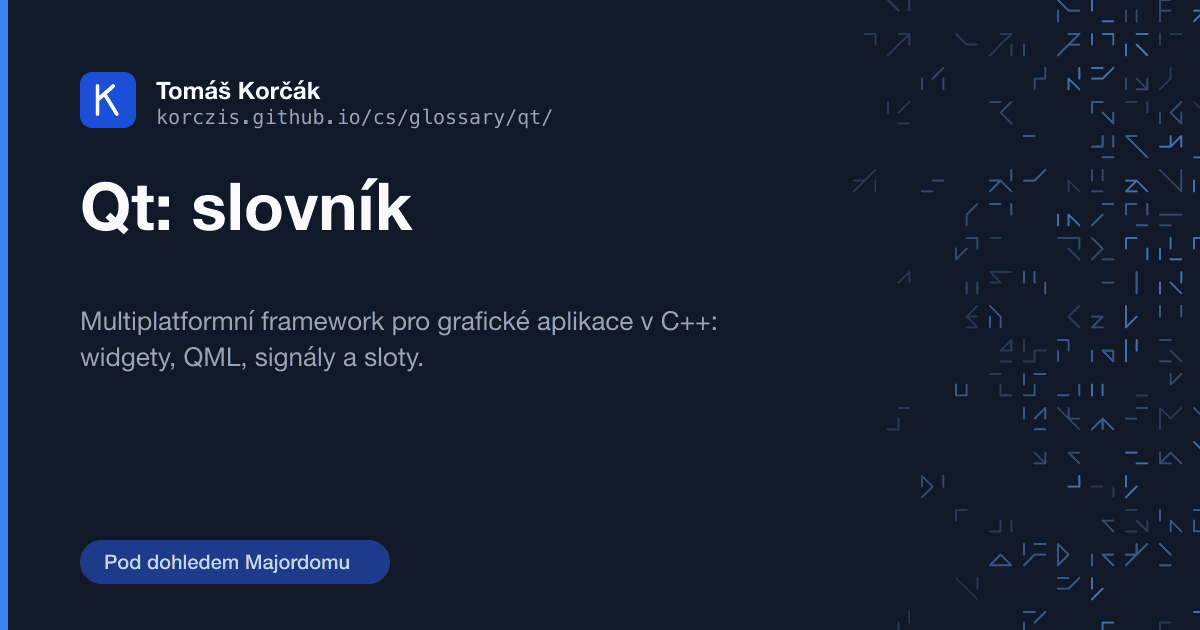 K
Tomáš Korčák
korczis.github.io/cs/glossary/qt/
Qt: slovník
Multiplatformní framework pro grafické aplikace v C++:
widgety, QML, signály a sloty.
Pod dohledem Majordomu